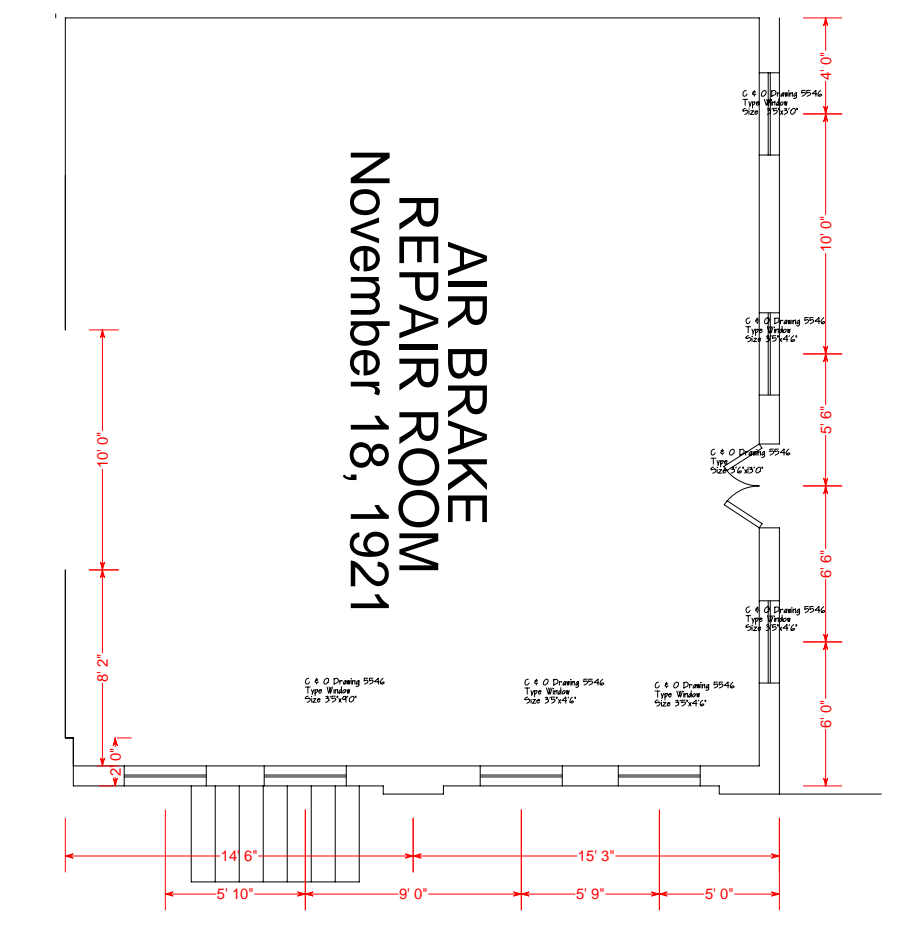 AIR BRAKE
REPAIR ROOM
November 18, 1921
4' 0"
C & O Drawing 5546
Type Window
Size 3'5"x3'0"
10' 0"
C & O Drawing 5546
Type Window
Size 3'5"x4'6"
5' 6"
C & O Drawing 5546
Type
Size 3'6"x13'0"
6' 6"
C & O Drawing 5546
Type Window
Size 3'5"x4'6"
6' 0"
10' 0"
8' 2"
2' 0"
C & O Drawing 5546
Type Window
Size 3'5"x9'0"
C & O Drawing 5546
Type Window
Size 3'5"x4'6"
C & O Drawing 5546
Type Window
Size 3'5"x4'6"
14' 6"
15' 3"
5' 10"
9' 0"
5' 9"
5' 0"